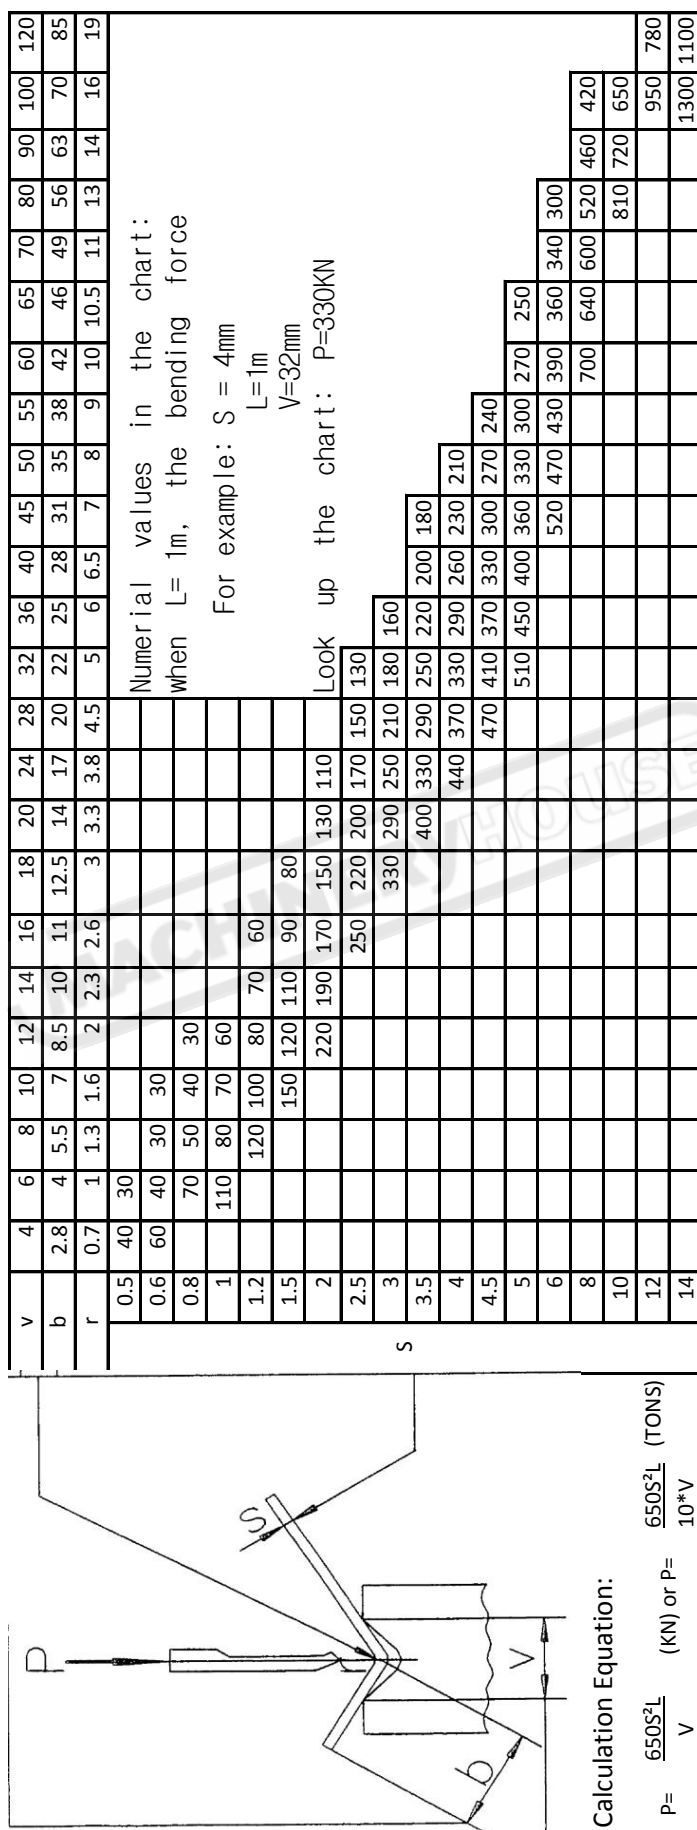 P
S
r
b
V
Calculation Equation:
P= 650S²L / V (KN) or P= 650S²L / 10*V (TONS)
v 4 6 8 10 12 14 16 18 20 24 28 32 36 40 45 50 55 60 65 70 80 90 100 120
b 2.8 4 5.5 7 8.5 10 11 12.5 14 17 20 22 25 28 31 35 38 42 46 49 56 63 70 85
r 0.7 1 1.3 1.6 2 2.3 2.6 3 3.3 3.8 4.5 5 6 6.5 7 8 9 10 10.5 11 13 14 16 19
S
0.5 40 30
0.6 60 40 30 30
0.8 70 50 40 30
1 110 80 70 60
1.2 120 100 80 70 60
1.5 150 120 110 90 80
2 220 190 170 150 130 110
2.5 250 220 200 170 150 130
3 330 290 250 210 180 160
3.5 400 330 290 250 220 200 180
4 440 370 330 290 260 230 210
4.5 470 410 370 330 300 270 240
5 510 450 400 360 330 300 270 250
6 520 470 430 390 360 340 300
8 700 640 600 520 460 420
10 810 720 650
12 950 780
14 1300 1100
Numerial values in the chart:
when L= 1m, the bending force
For example: S = 4mm
L=1m
V=32mm
Look up the chart: P=330KN
MACHINERYHOUSE